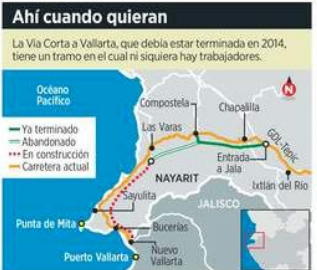 Ahí cuando quieran
La Vía Corta a Vallarta, que debía estar terminada en 2014,
tiene un tramo en el cual ni siquiera hay trabajadores.
Océano
Pacífico
N
Compostela
Chapalilla
Ya terminado
Abandonado
En construcción
Carretera actual
Las Varas
GDL-Tepic
Entrada
a Jala
NAYARIT
Ixtlán del Río
JALISCO
Sayulita
Punta de Mita
Bucerías
Puerto Vallarta
Nuevo
Vallarta